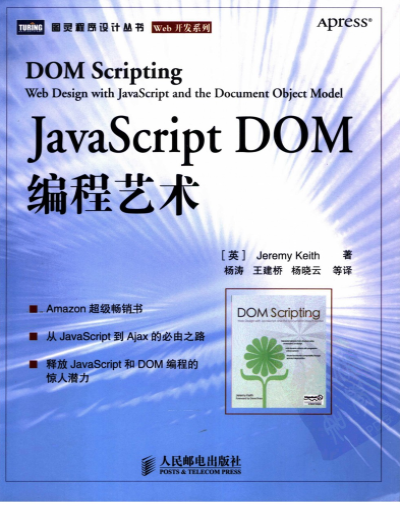 TURING
图灵程序设计丛书
Web 开发系列
Apress®
DOM Scripting
Web Design with JavaScript and the Document Object Model
JavaScript DOM
编程艺术
[英] Jeremy Keith 著
杨涛 王建桥 杨晓云 等译
Amazon 超级畅销书
从 JavaScript 到 Ajax 的必由之路
释放 JavaScript 和 DOM 编程的
惊人潜力
DOM Scripting
人民邮电出版社
POSTS & TELECOM PRESS